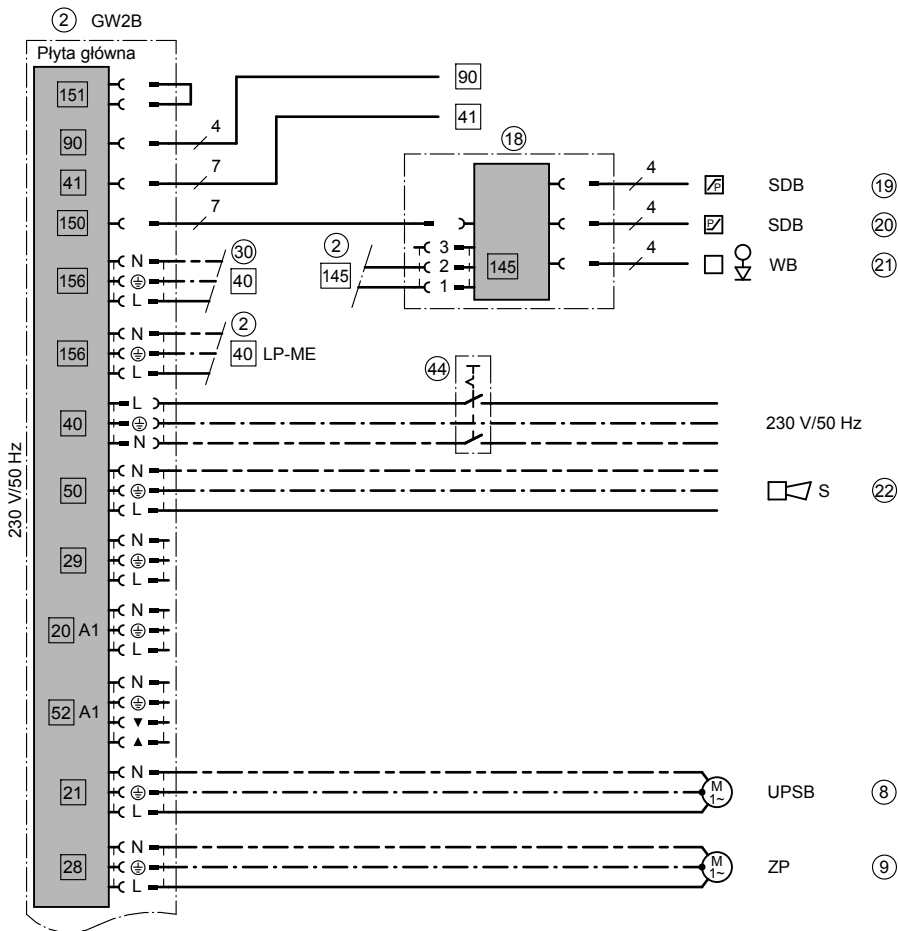 2 GW2B
Płyta główna
151
90
90
4
41
41
7
18
150
7
4
P SDB 19
4
P SDB 20
4
WB 21
2
145
3
2
1
145
156
N
L
30
40
156
N
L
2
40 LP-ME
44
40
L
N
230 V/50 Hz
230 V/50 Hz
50
N
L
S 22
29
N
L
20 A1
N
L
52 A1
N
▼
▲
21
N
L
M
1~
UPSB 8
28
N
L
M
1~
ZP 9